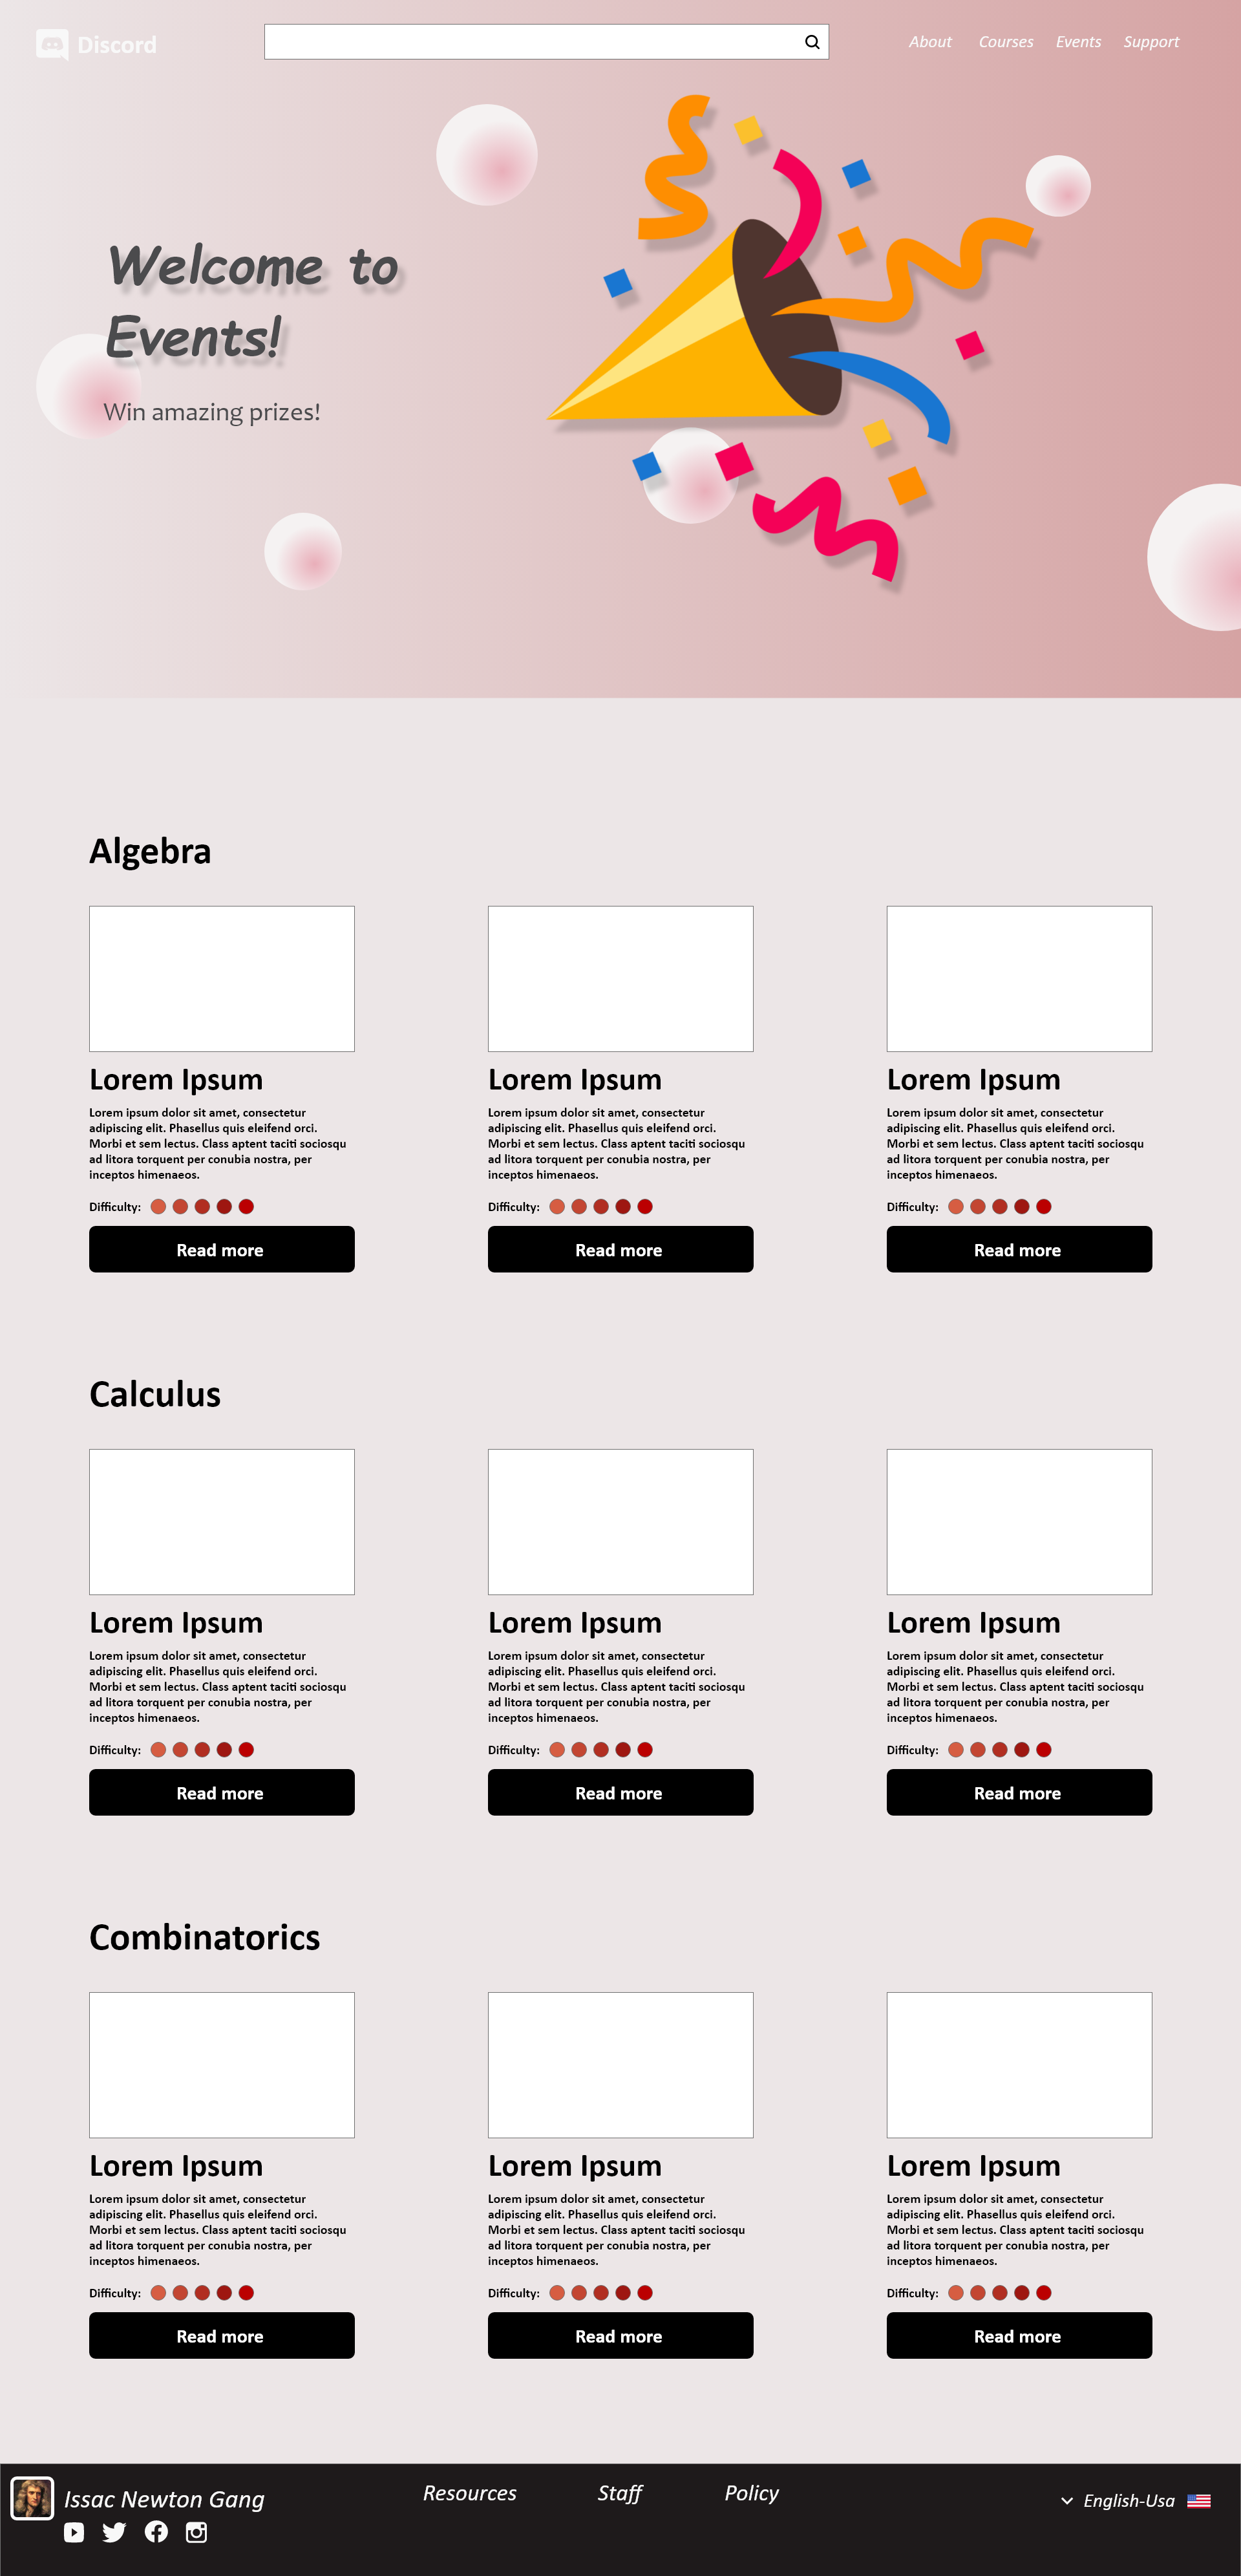 Discord
About Courses Events Support
Welcome to
Events!
Win amazing prizes!
Algebra
Lorem Ipsum
Lorem ipsum dolor sit amet, consectetur
adipiscing elit. Phasellus quis eleifend orci.
Morbi et sem lectus. Class aptent taciti sociosqu
ad litora torquent per conubia nostra, per
inceptos himenaeos.
Difficulty:
Read more
Lorem Ipsum
Lorem ipsum dolor sit amet, consectetur
adipiscing elit. Phasellus quis eleifend orci.
Morbi et sem lectus. Class aptent taciti sociosqu
ad litora torquent per conubia nostra, per
inceptos himenaeos.
Difficulty:
Read more
Lorem Ipsum
Lorem ipsum dolor sit amet, consectetur
adipiscing elit. Phasellus quis eleifend orci.
Morbi et sem lectus. Class aptent taciti sociosqu
ad litora torquent per conubia nostra, per
inceptos himenaeos.
Difficulty:
Read more
Calculus
Lorem Ipsum
Lorem ipsum dolor sit amet, consectetur
adipiscing elit. Phasellus quis eleifend orci.
Morbi et sem lectus. Class aptent taciti sociosqu
ad litora torquent per conubia nostra, per
inceptos himenaeos.
Difficulty:
Read more
Lorem Ipsum
Lorem ipsum dolor sit amet, consectetur
adipiscing elit. Phasellus quis eleifend orci.
Morbi et sem lectus. Class aptent taciti sociosqu
ad litora torquent per conubia nostra, per
inceptos himenaeos.
Difficulty:
Read more
Lorem Ipsum
Lorem ipsum dolor sit amet, consectetur
adipiscing elit. Phasellus quis eleifend orci.
Morbi et sem lectus. Class aptent taciti sociosqu
ad litora torquent per conubia nostra, per
inceptos himenaeos.
Difficulty:
Read more
Combinatorics
Lorem Ipsum
Lorem ipsum dolor sit amet, consectetur
adipiscing elit. Phasellus quis eleifend orci.
Morbi et sem lectus. Class aptent taciti sociosqu
ad litora torquent per conubia nostra, per
inceptos himenaeos.
Difficulty:
Read more
Lorem Ipsum
Lorem ipsum dolor sit amet, consectetur
adipiscing elit. Phasellus quis eleifend orci.
Morbi et sem lectus. Class aptent taciti sociosqu
ad litora torquent per conubia nostra, per
inceptos himenaeos.
Difficulty:
Read more
Lorem Ipsum
Lorem ipsum dolor sit amet, consectetur
adipiscing elit. Phasellus quis eleifend orci.
Morbi et sem lectus. Class aptent taciti sociosqu
ad litora torquent per conubia nostra, per
inceptos himenaeos.
Difficulty:
Read more
Issac Newton Gang
Resources Staff Policy
English-Usa